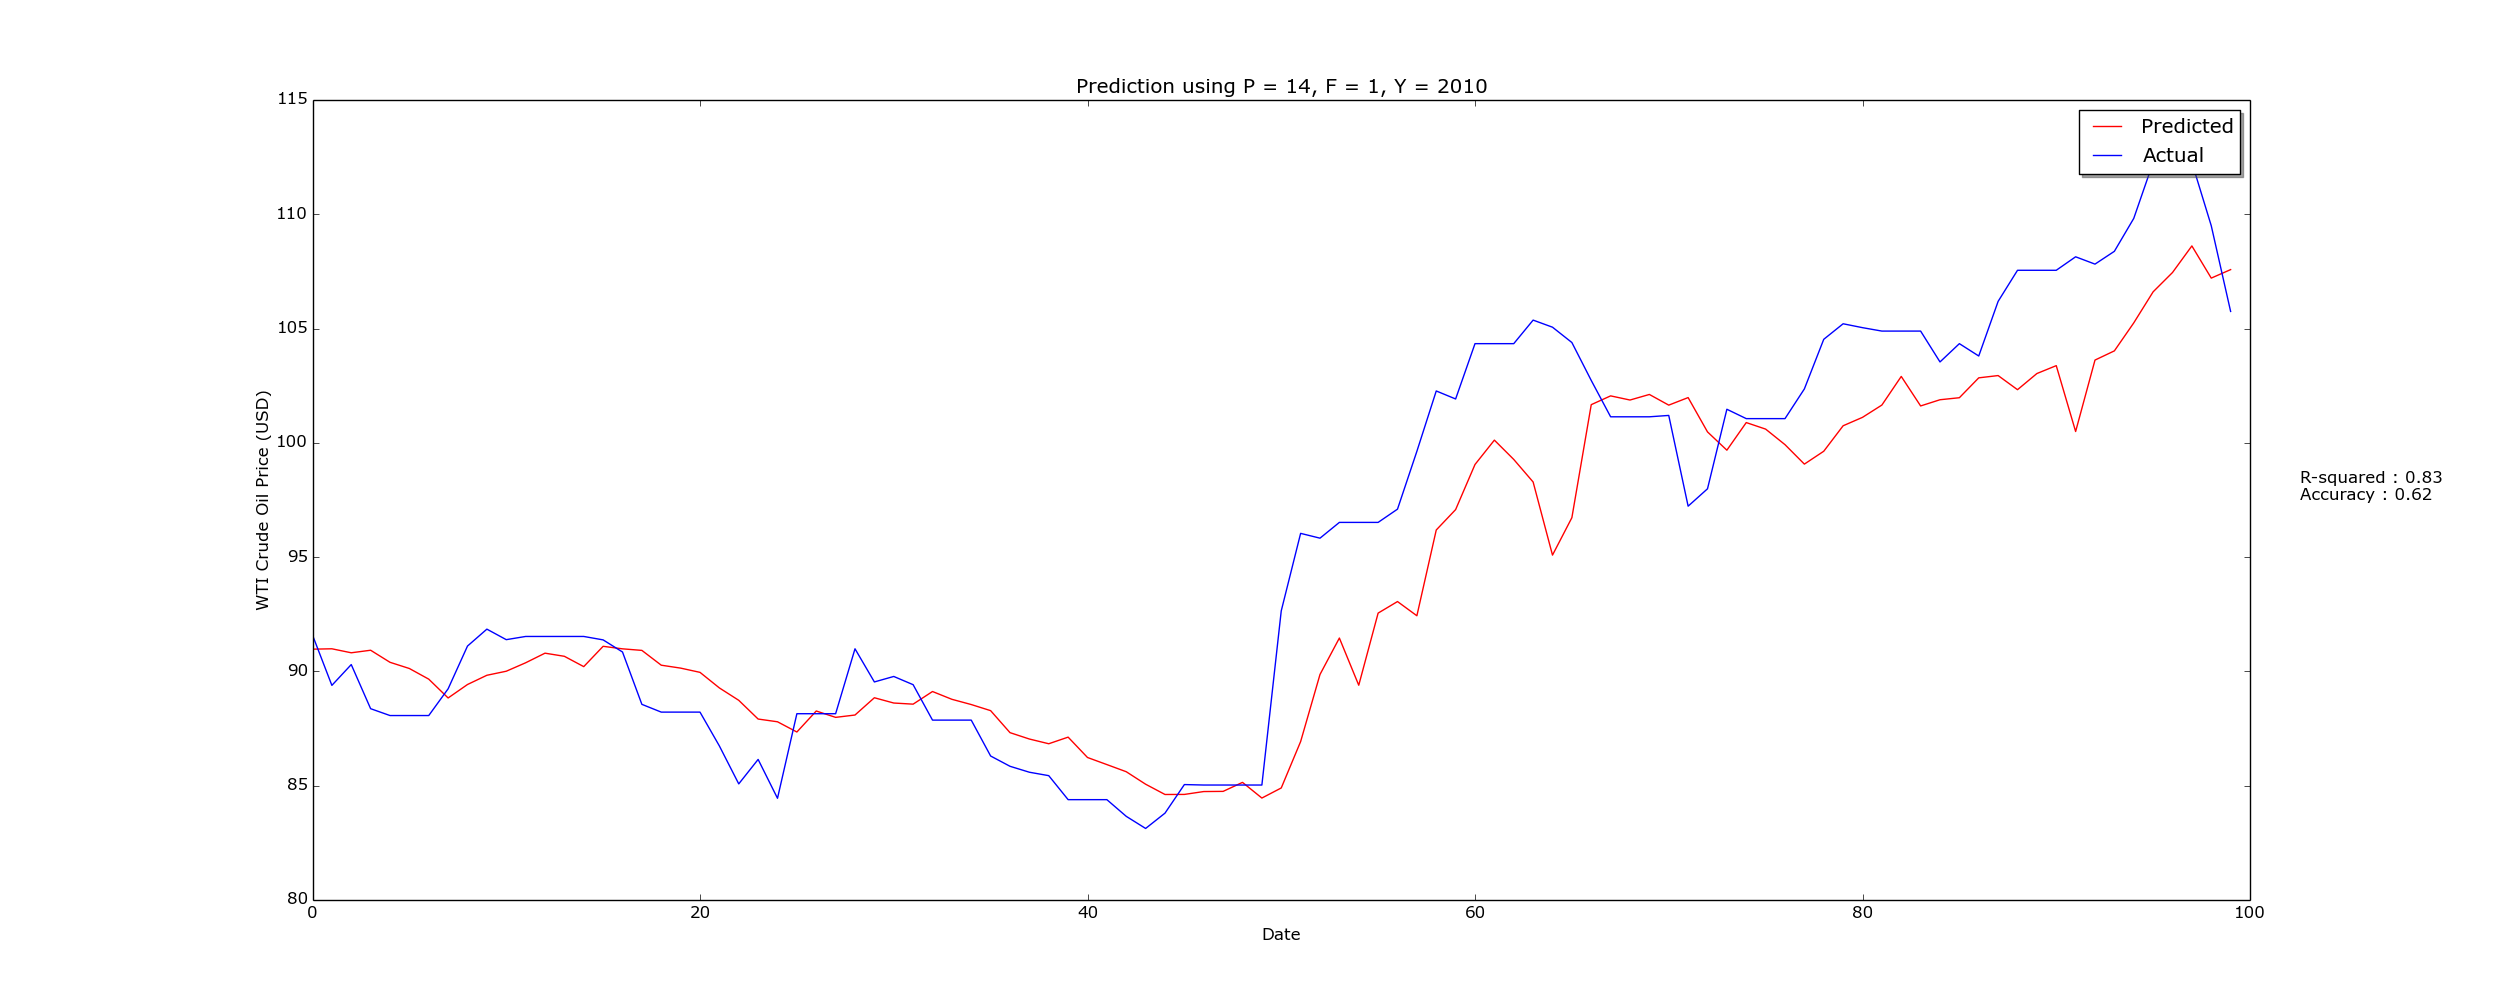 Prediction using P = 14, F = 1, Y = 2010
Predicted
Actual
115
110
105
100
95
90
85
80
WTI Crude Oil Price (USD)
0
20
40
60
80
100
Date
R-squared : 0.83
Accuracy : 0.62